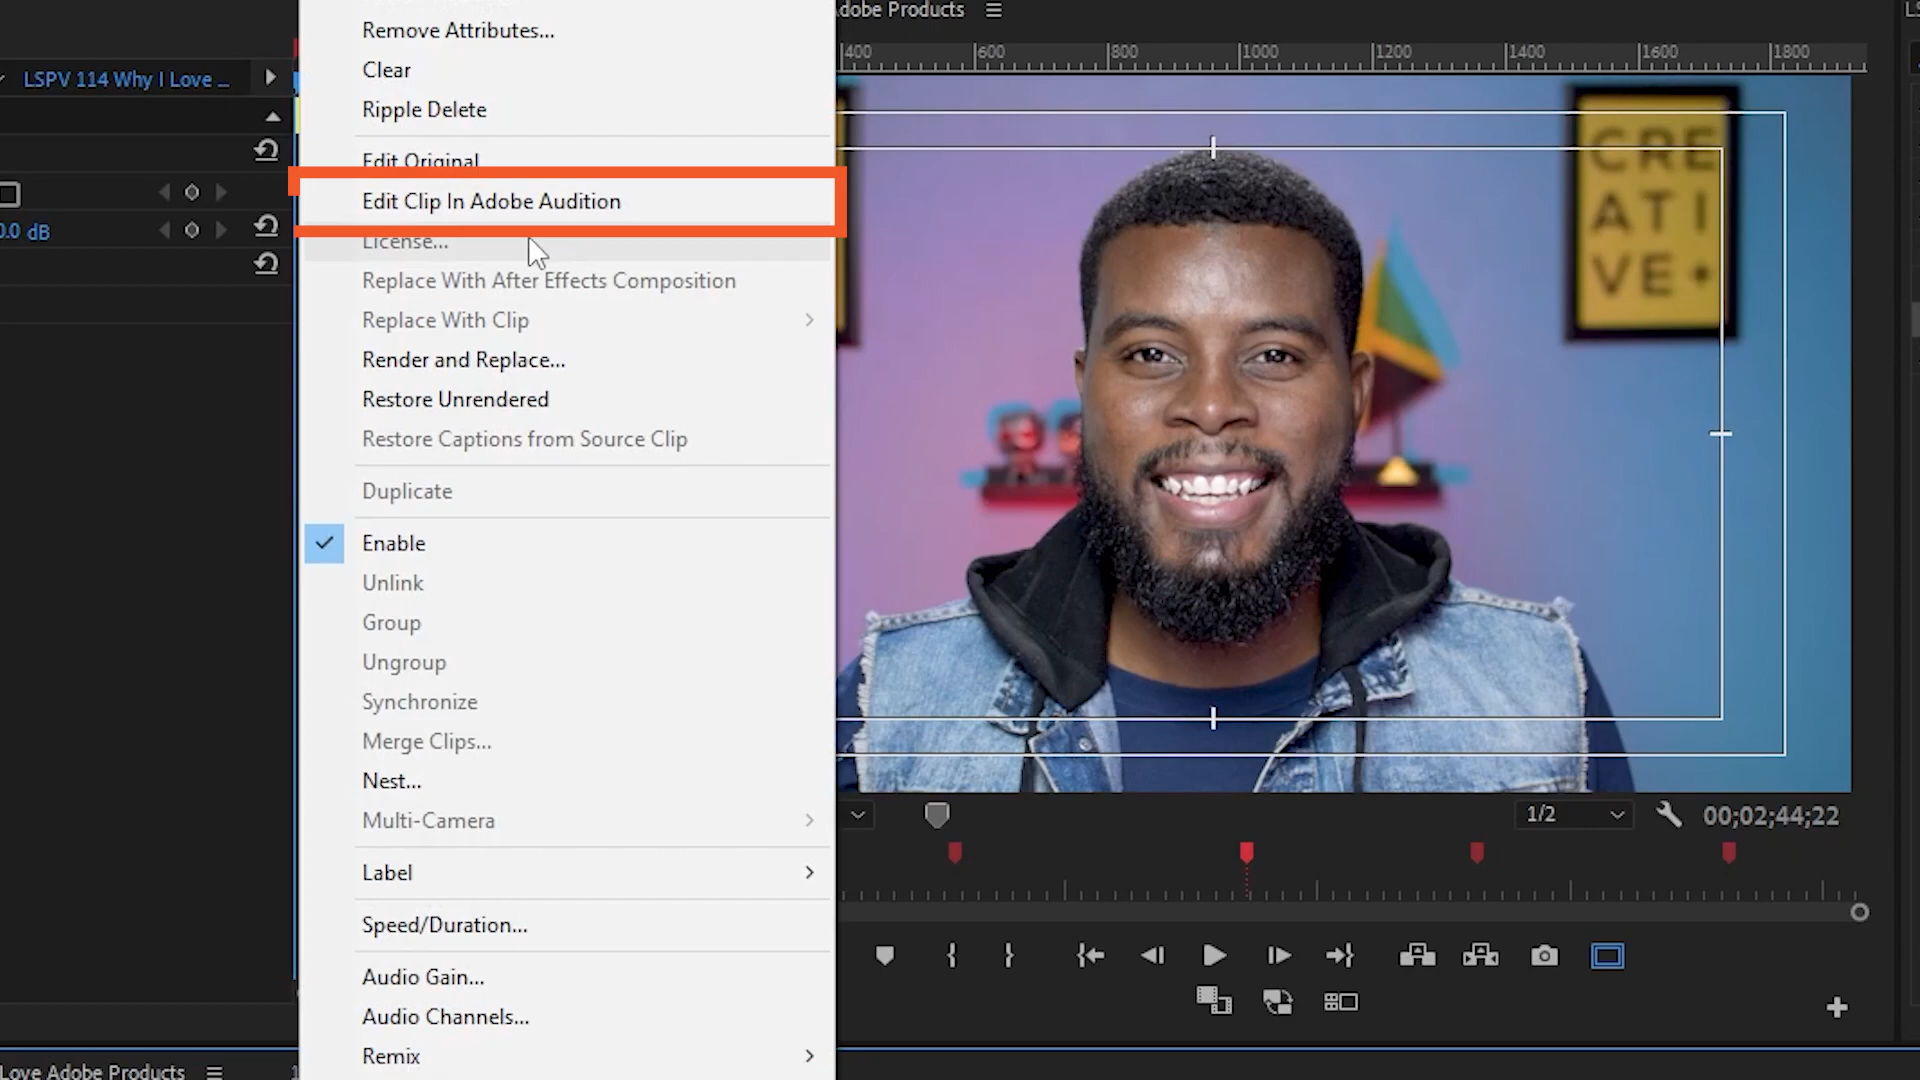 Remove Attributes...
Clear
Ripple Delete
Edit Original
Edit Clip In Adobe Audition
License...
Replace With After Effects Composition
Replace With Clip
Render and Replace...
Restore Unrendered
Restore Captions from Source Clip
Duplicate
Enable
Unlink
Group
Ungroup
Synchronize
Merge Clips...
Nest...
Multi-Camera
Label
Speed/Duration...
Audio Gain...
Audio Channels...
Remix
LSPV 114 Why I Love ...
0.0 dB
Love Adobe Products
Adobe Products
400 600 800 1000 1200 1400 1600 1800
CRE
ATI
VE+
1/2
00;02;44;22